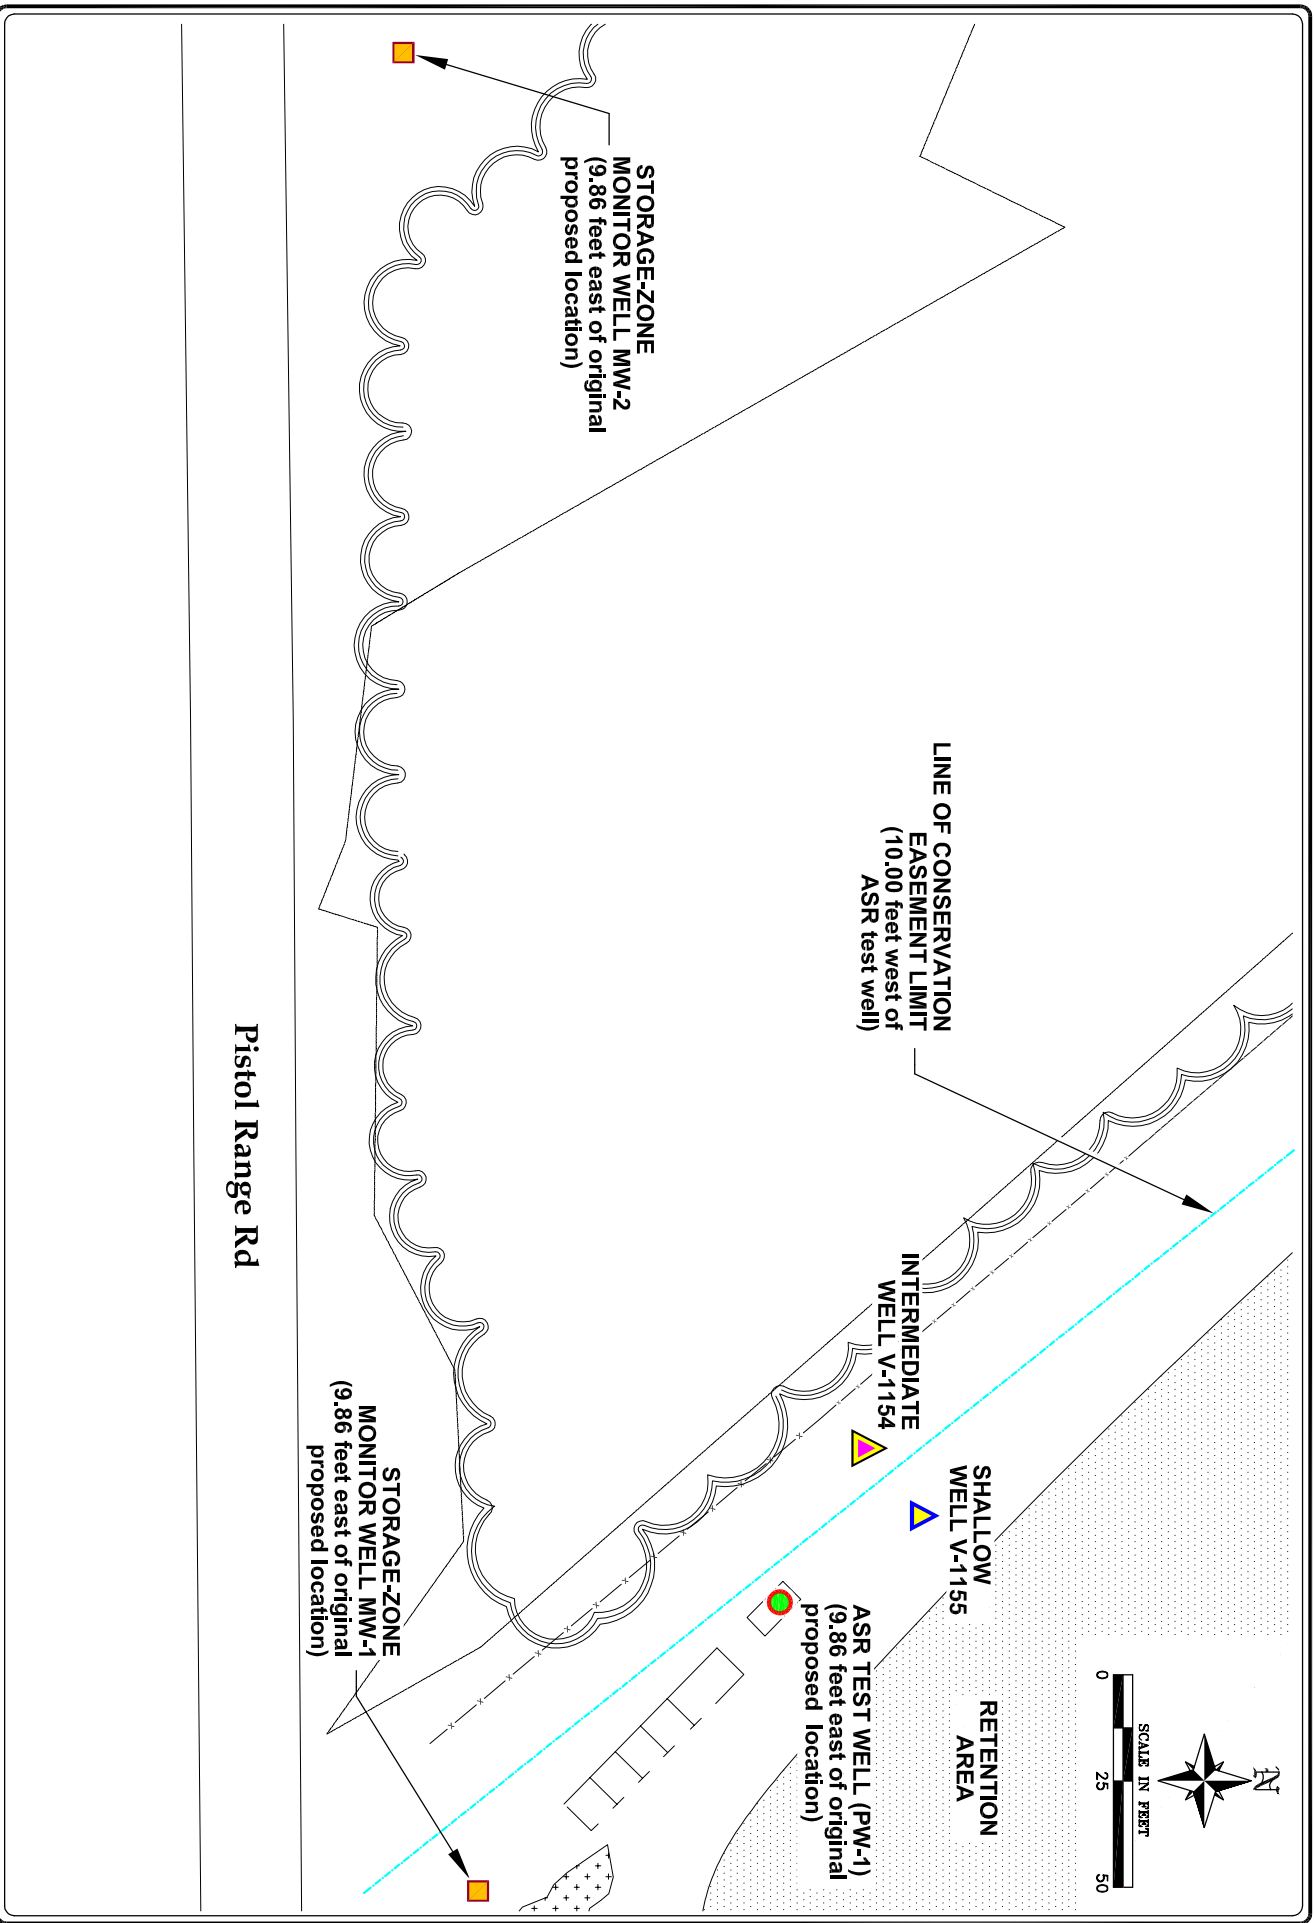 STORAGE-ZONE
MONITOR WELL MW-2
(9.86 feet east of original
proposed location)
LINE OF CONSERVATION
EASEMENT LIMIT
(10.00 feet west of
ASR test well)
INTERMEDIATE
WELL V-1154
SHALLOW
WELL V-1155
ASR TEST WELL (PW-1)
(9.86 feet east of original
proposed location)
RETENTION
AREA
N
SCALE IN FEET
0 25 50
STORAGE-ZONE
MONITOR WELL MW-1
(9.86 feet east of original
proposed location)
Pistol Range Rd